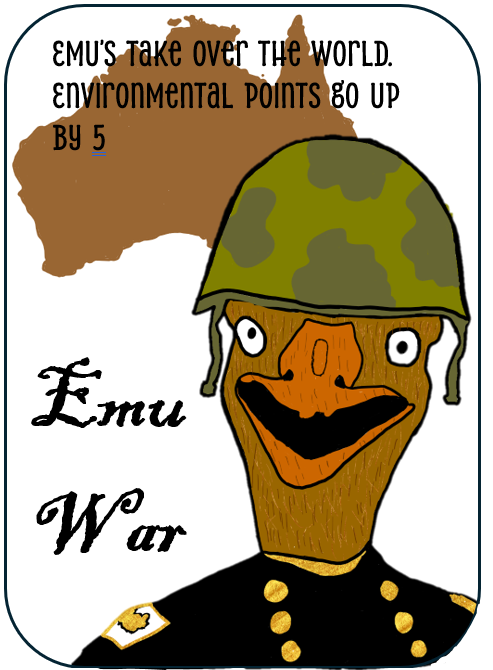 Emu's take over the world.
Environmental points go up
by 5
Emu
War